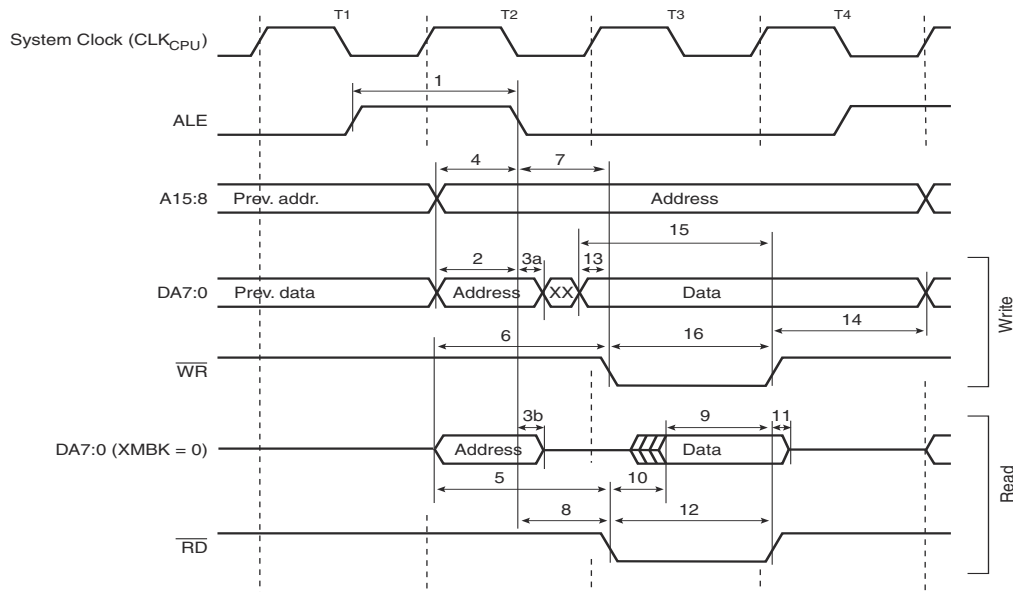 T1 T2 T3 T4
System Clock (CLKCPU)
1
ALE
4 7
A15:8 Prev. addr. Address
15
2 3a 13
DA7:0 Prev. data Address XX Data
14
6 16
WR
Write
3b 9 11
DA7:0 (XMBK = 0) Address Data
5 10
8 12
RD
Read